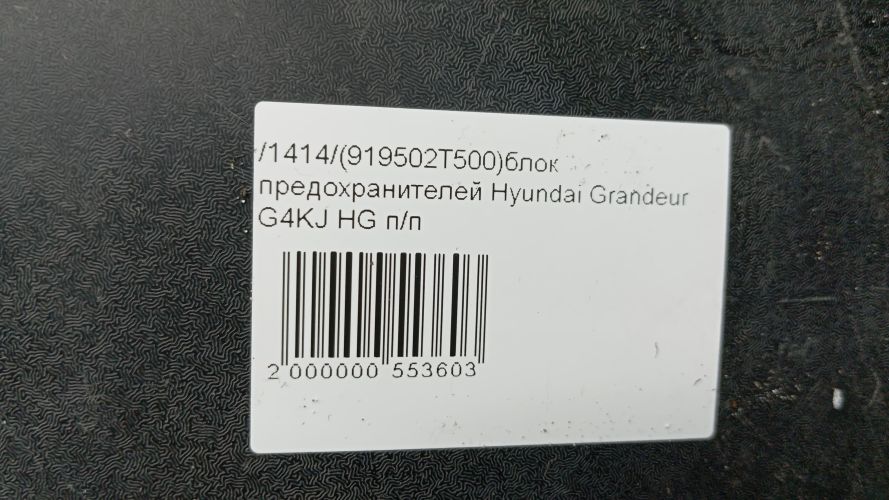 /1414/(919502T500)блок
предохранителей Hyundai Grandeur
G4KJ HG п/п
2 000000 553603